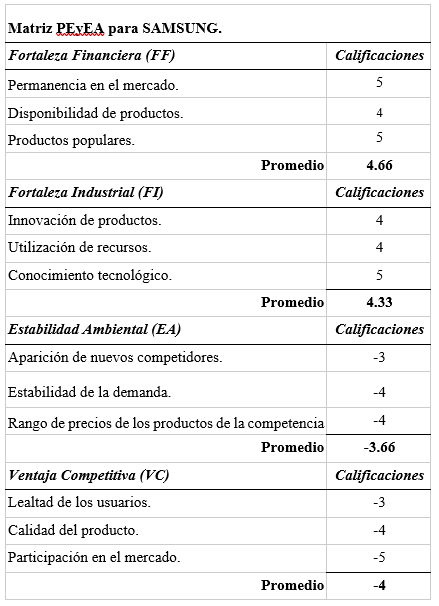 Matriz PEyEA para SAMSUNG.
Fortaleza Financiera (FF) Calificaciones
Permanencia en el mercado. 5
Disponibilidad de productos. 4
Productos populares. 5
Promedio 4.66
Fortaleza Industrial (FI) Calificaciones
Innovación de productos. 4
Utilización de recursos. 4
Conocimiento tecnológico. 5
Promedio 4.33
Estabilidad Ambiental (EA) Calificaciones
Aparición de nuevos competidores. -3
Estabilidad de la demanda. -4
Rango de precios de los productos de la competencia -4
Promedio -3.66
Ventaja Competitiva (VC) Calificaciones
Lealtad de los usuarios. -3
Calidad del producto. -4
Participación en el mercado. -5
Promedio -4